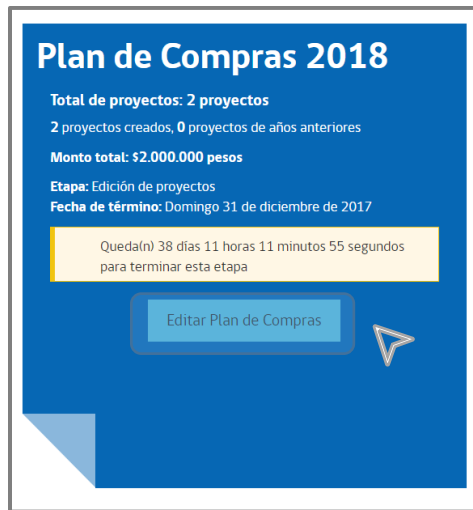 Plan de Compras 2018
Total de proyectos: 2 proyectos
2 proyectos creados, 0 proyectos de años anteriores
Monto total: $2.000.000 pesos
Etapa: Edición de proyectos
Fecha de término: Domingo 31 de diciembre de 2017
Queda(n) 38 días 11 horas 11 minutos 55 segundos
para terminar esta etapa
Editar Plan de Compras